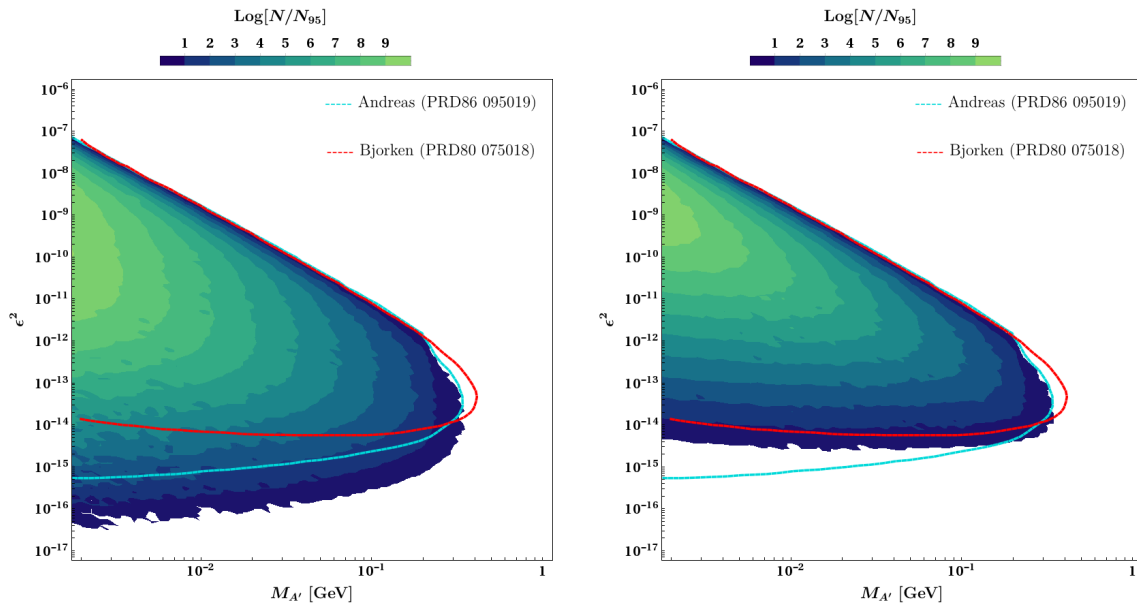 Log[N/N₉₅]
1 2 3 4 5 6 7 8 9
Andreas (PRD86 095019)
Bjorken (PRD80 075018)
10⁻⁶
10⁻⁷
10⁻⁸
10⁻⁹
10⁻¹⁰
10⁻¹¹
10⁻¹²
10⁻¹³
10⁻¹⁴
10⁻¹⁵
10⁻¹⁶
10⁻¹⁷
ϵ²
10⁻² 10⁻¹ 1
M_A′ [GeV]
Log[N/N₉₅]
1 2 3 4 5 6 7 8 9
Andreas (PRD86 095019)
Bjorken (PRD80 075018)
10⁻⁶
10⁻⁷
10⁻⁸
10⁻⁹
10⁻¹⁰
10⁻¹¹
10⁻¹²
10⁻¹³
10⁻¹⁴
10⁻¹⁵
10⁻¹⁶
10⁻¹⁷
ϵ²
10⁻² 10⁻¹ 1
M_A′ [GeV]